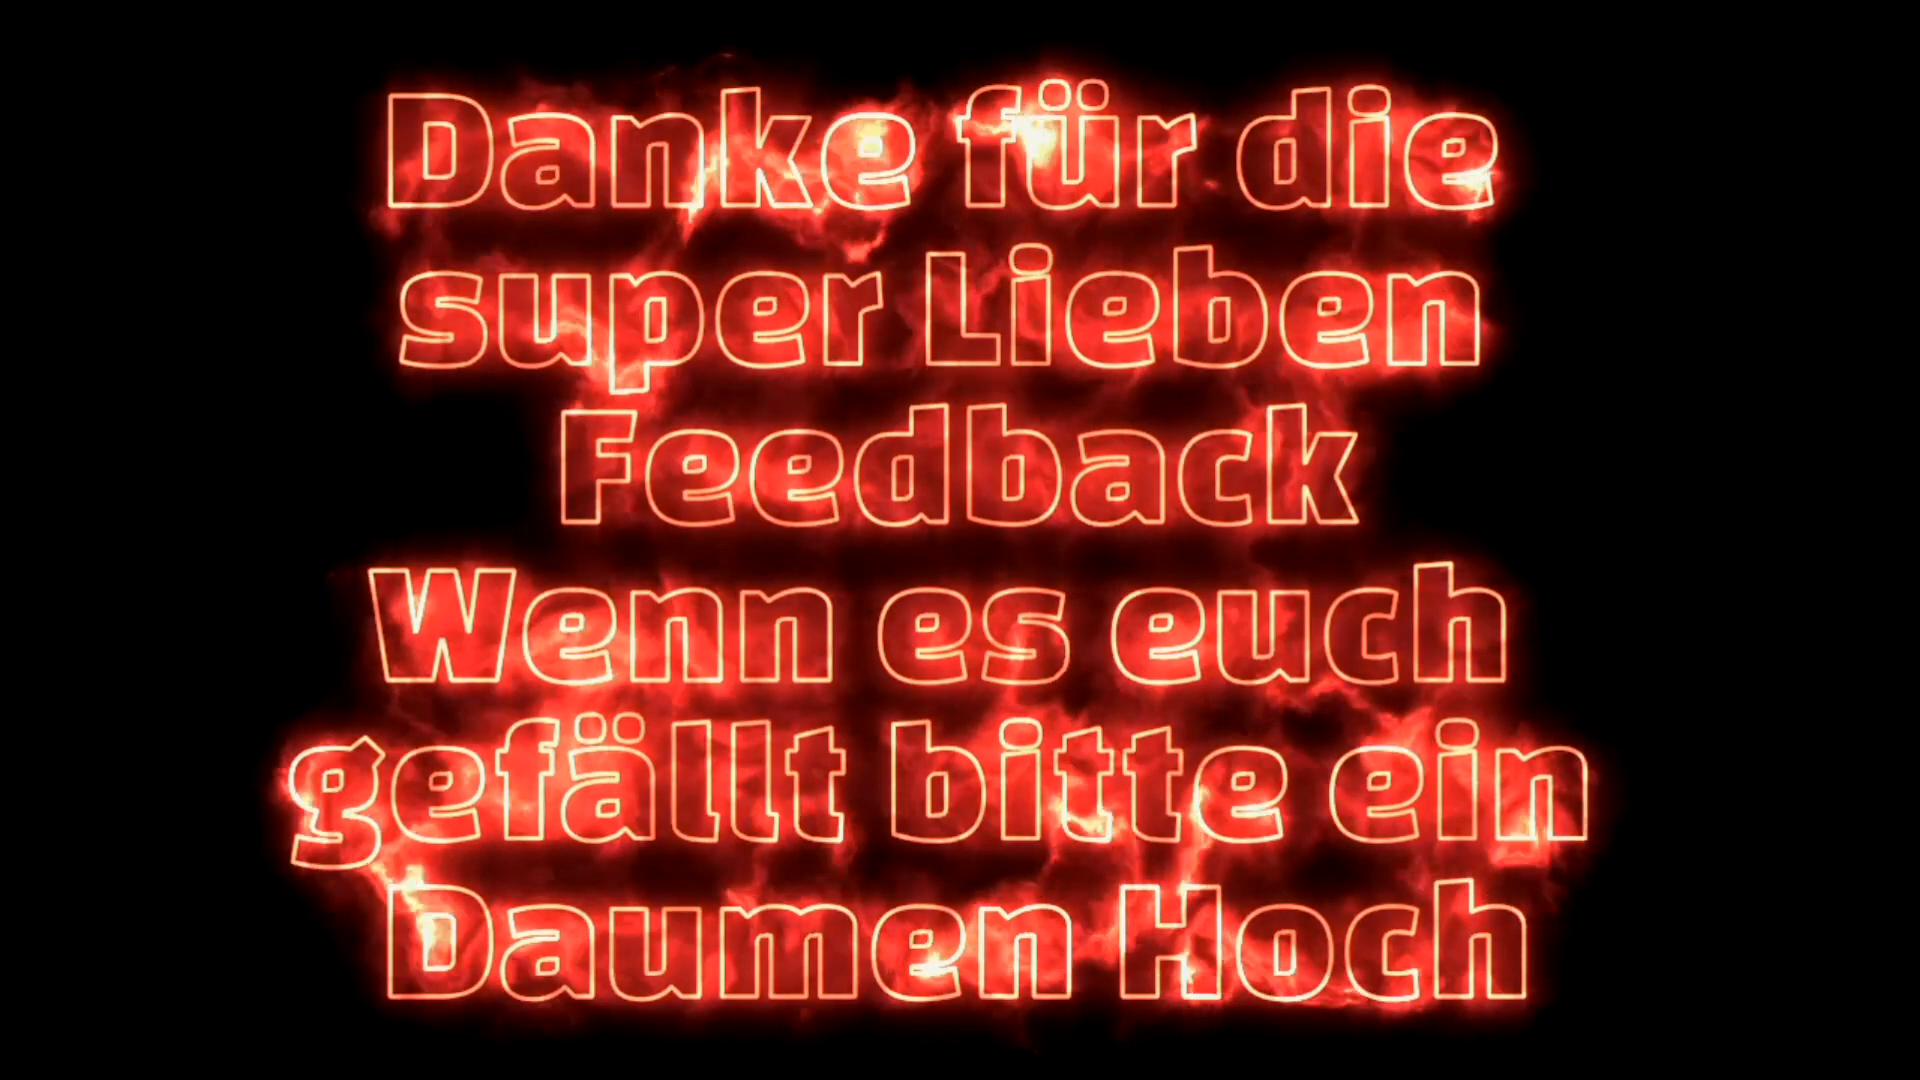 Danke für die
super Lieben
Feedback
Wenn es euch
gefällt bitte ein
Daumen Hoch